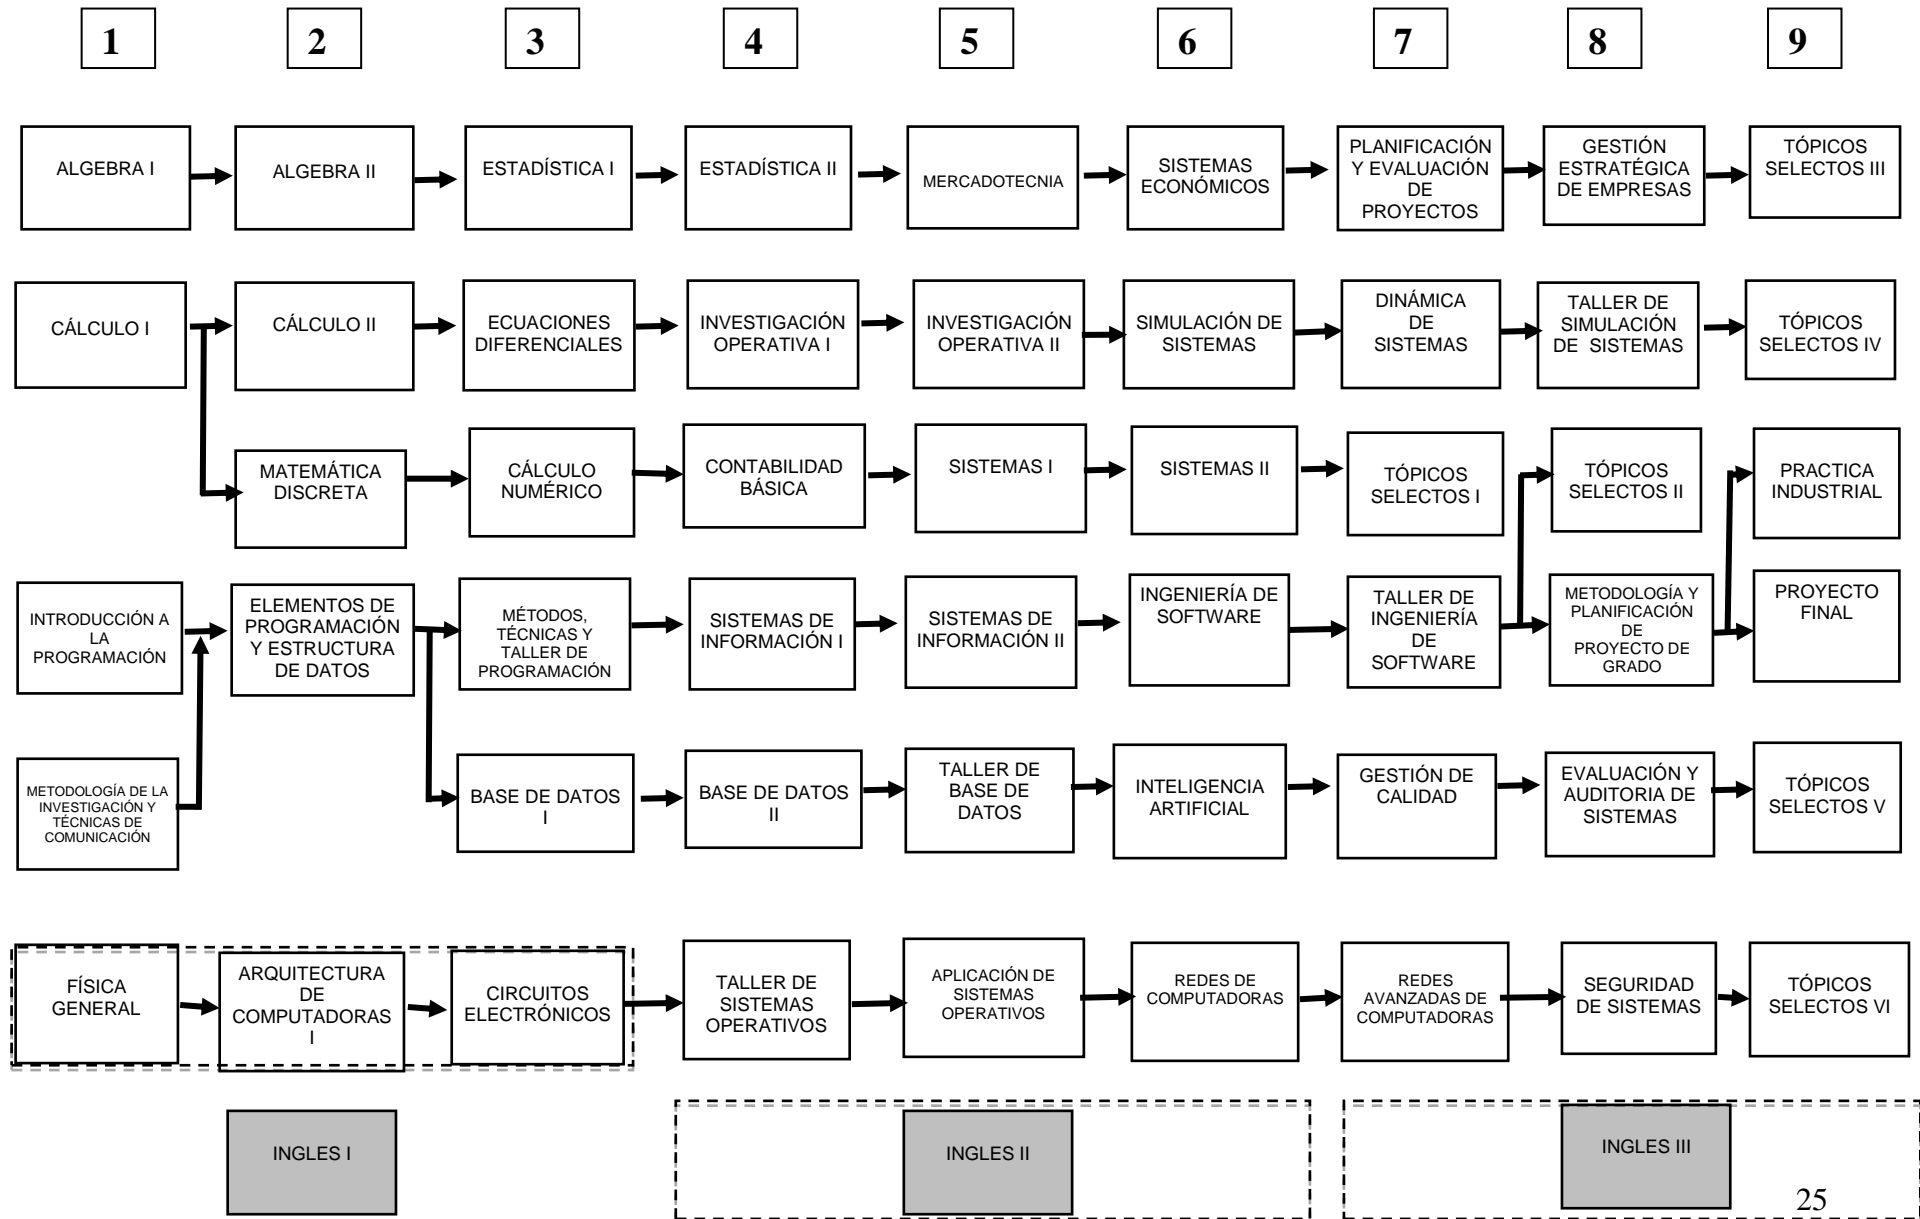 1
2
3
4
5
6
7
8
9
ALGEBRA I
ALGEBRA II
ESTADÍSTICA I
ESTADÍSTICA II
MERCADOTECNIA
SISTEMAS
ECONÓMICOS
PLANIFICACIÓN
Y EVALUACIÓN
DE
PROYECTOS
GESTIÓN
ESTRATÉGICA
DE EMPRESAS
TÓPICOS
SELECTOS III
CÁLCULO I
CÁLCULO II
ECUACIONES
DIFERENCIALES
INVESTIGACIÓN
OPERATIVA I
INVESTIGACIÓN
OPERATIVA II
SIMULACIÓN DE
SISTEMAS
DINÁMICA
DE
SISTEMAS
TALLER DE
SIMULACIÓN
DE SISTEMAS
TÓPICOS
SELECTOS IV
MATEMÁTICA
DISCRETA
CÁLCULO
NUMÉRICO
CONTABILIDAD
BÁSICA
SISTEMAS I
SISTEMAS II
TÓPICOS
SELECTOS I
TÓPICOS
SELECTOS II
PRACTICA
INDUSTRIAL
INTRODUCCIÓN A
LA
PROGRAMACIÓN
ELEMENTOS DE
PROGRAMACIÓN
Y ESTRUCTURA
DE DATOS
MÉTODOS,
TÉCNICAS Y
TALLER DE
PROGRAMACIÓN
SISTEMAS DE
INFORMACIÓN I
SISTEMAS DE
INFORMACIÓN II
INGENIERÍA DE
SOFTWARE
TALLER DE
INGENIERÍA
DE
SOFTWARE
METODOLOGÍA Y
PLANIFICACIÓN
DE
PROYECTO DE
GRADO
PROYECTO
FINAL
METODOLOGÍA DE LA
INVESTIGACIÓN Y
TÉCNICAS DE
COMUNICACIÓN
BASE DE DATOS
I
BASE DE DATOS
II
TALLER DE
BASE DE
DATOS
INTELIGENCIA
ARTIFICIAL
GESTIÓN DE
CALIDAD
EVALUACIÓN Y
AUDITORIA DE
SISTEMAS
TÓPICOS
SELECTOS V
FÍSICA
GENERAL
ARQUITECTURA
DE
COMPUTADORAS
I
CIRCUITOS
ELECTRÓNICOS
TALLER DE
SISTEMAS
OPERATIVOS
APLICACIÓN DE
SISTEMAS
OPERATIVOS
REDES DE
COMPUTADORAS
REDES
AVANZADAS DE
COMPUTADORAS
SEGURIDAD
DE SISTEMAS
TÓPICOS
SELECTOS VI
INGLES I
INGLES II
INGLES III
25